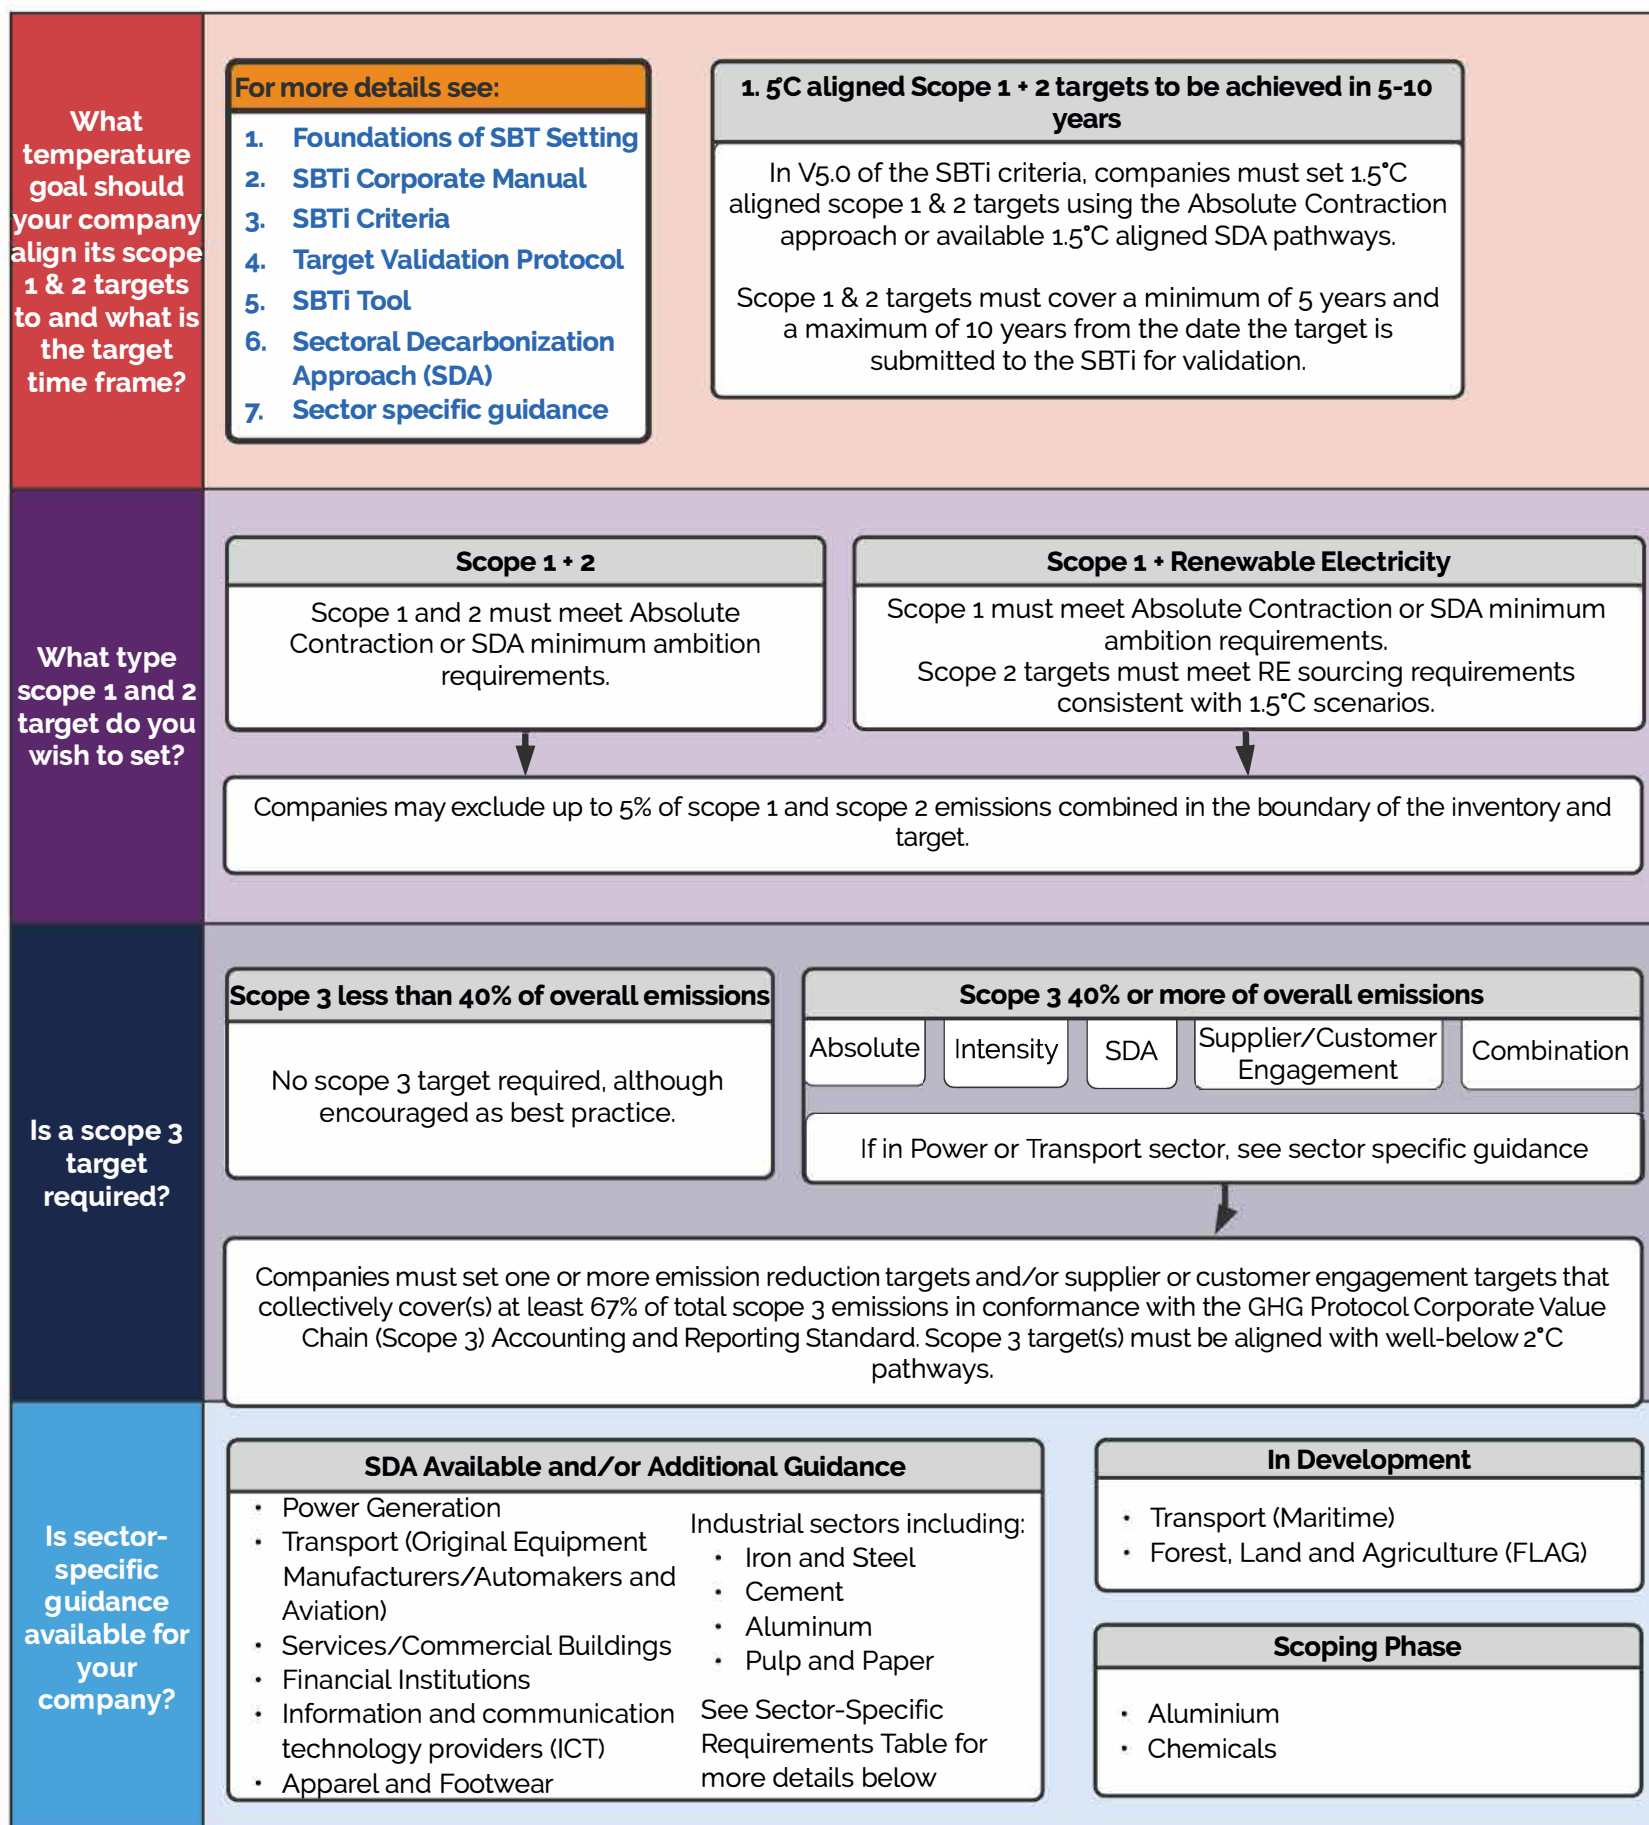 What
temperature
goal should
your company
align its scope
1 & 2 targets
to and what is
the target
time frame?
For more details see:
1. Foundations of SBT Setting
2. SBTi Corporate Manual
3. SBTi Criteria
4. Target Validation Protocol
5. SBTi Tool
6. Sectoral Decarbonization
Approach (SDA)
7. Sector specific guidance
1. 5°C aligned Scope 1 + 2 targets to be achieved in 5-10
years
In V5.0 of the SBTi criteria, companies must set 1.5°C
aligned scope 1 & 2 targets using the Absolute Contraction
approach or available 1.5°C aligned SDA pathways.
Scope 1 & 2 targets must cover a minimum of 5 years and
a maximum of 10 years from the date the target is
submitted to the SBTi for validation.
What type
scope 1 and 2
target do you
wish to set?
Scope 1 + 2
Scope 1 and 2 must meet Absolute
Contraction or SDA minimum ambition
requirements.
Scope 1 + Renewable Electricity
Scope 1 must meet Absolute Contraction or SDA minimum
ambition requirements.
Scope 2 targets must meet RE sourcing requirements
consistent with 1.5°C scenarios.
Companies may exclude up to 5% of scope 1 and scope 2 emissions combined in the boundary of the inventory and
target.
Is a scope 3
target
required?
Scope 3 less than 40% of overall emissions
No scope 3 target required, although
encouraged as best practice.
Scope 3 40% or more of overall emissions
Absolute
Intensity
SDA
Supplier/Customer
Engagement
Combination
If in Power or Transport sector, see sector specific guidance
Companies must set one or more emission reduction targets and/or supplier or customer engagement targets that
collectively cover(s) at least 67% of total scope 3 emissions in conformance with the GHG Protocol Corporate Value
Chain (Scope 3) Accounting and Reporting Standard. Scope 3 target(s) must be aligned with well-below 2°C
pathways.
Is sector-
specific
guidance
available for
your
company?
SDA Available and/or Additional Guidance
• Power Generation
• Transport (Original Equipment
Manufacturers/Automakers and
Aviation)
• Services/Commercial Buildings
• Financial Institutions
• Information and communication
technology providers (ICT)
• Apparel and Footwear
Industrial sectors including:
• Iron and Steel
• Cement
• Aluminum
• Pulp and Paper
See Sector-Specific
Requirements Table for
more details below
In Development
• Transport (Maritime)
• Forest, Land and Agriculture (FLAG)
Scoping Phase
• Aluminium
• Chemicals